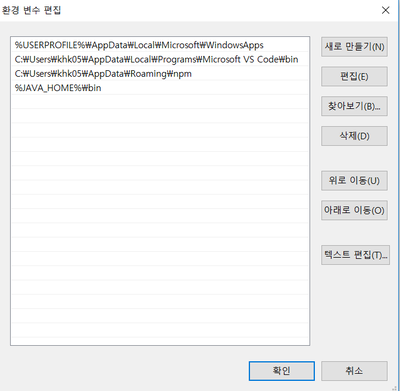 환경 변수 편집
%USERPROFILE%₩AppData₩Local₩Microsoft₩WindowsApps
C:₩Users₩khk05₩AppData₩Local₩Programs₩Microsoft VS Code₩bin
C:₩Users₩khk05₩AppData₩Roaming₩npm
%JAVA_HOME%₩bin
새로 만들기(N)
편집(E)
찾아보기(B)...
삭제(D)
위로 이동(U)
아래로 이동(O)
텍스트 편집(T)...
확인
취소